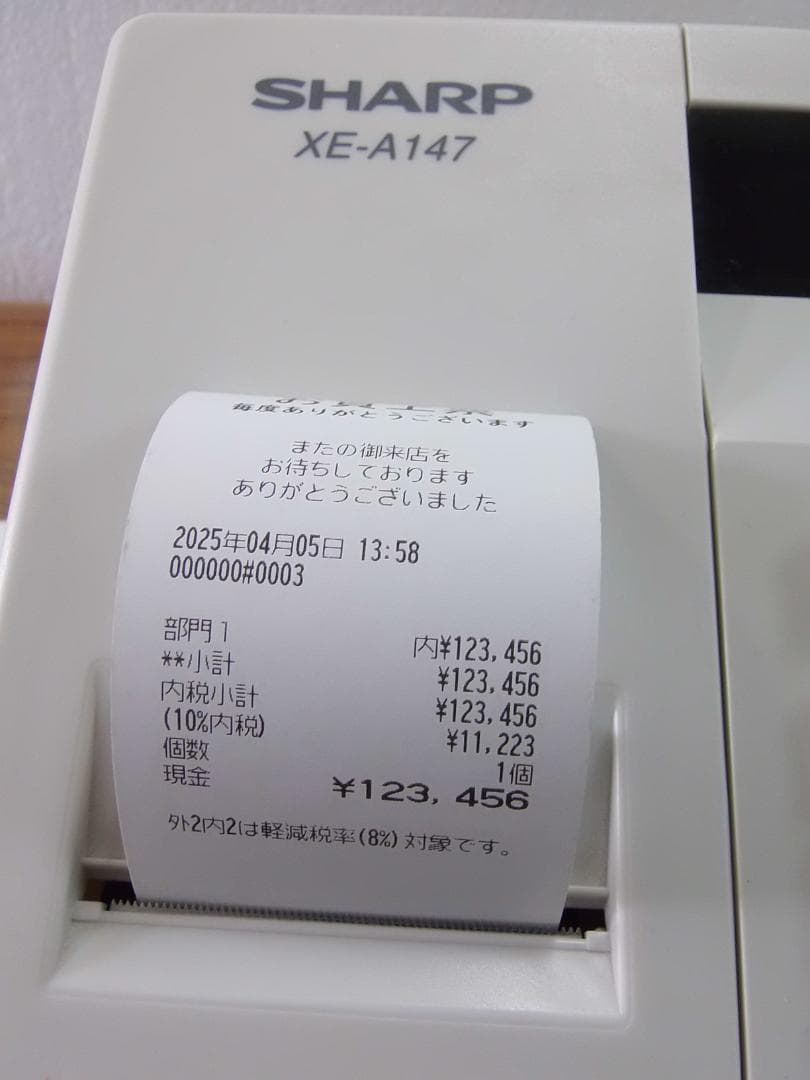 SHARP
XE-A147
毎度ありがとうございます
またの御来店を
お待ちしております
ありがとうございました
2025年04月05日 13:58
000000#0003
部門1 内¥123,456
**小計 ¥123,456
内税小計 ¥123,456
(10%内税) ¥11,223
個数 1個
現金 ¥123,456
外2内2は軽減税率(8%)対象です。